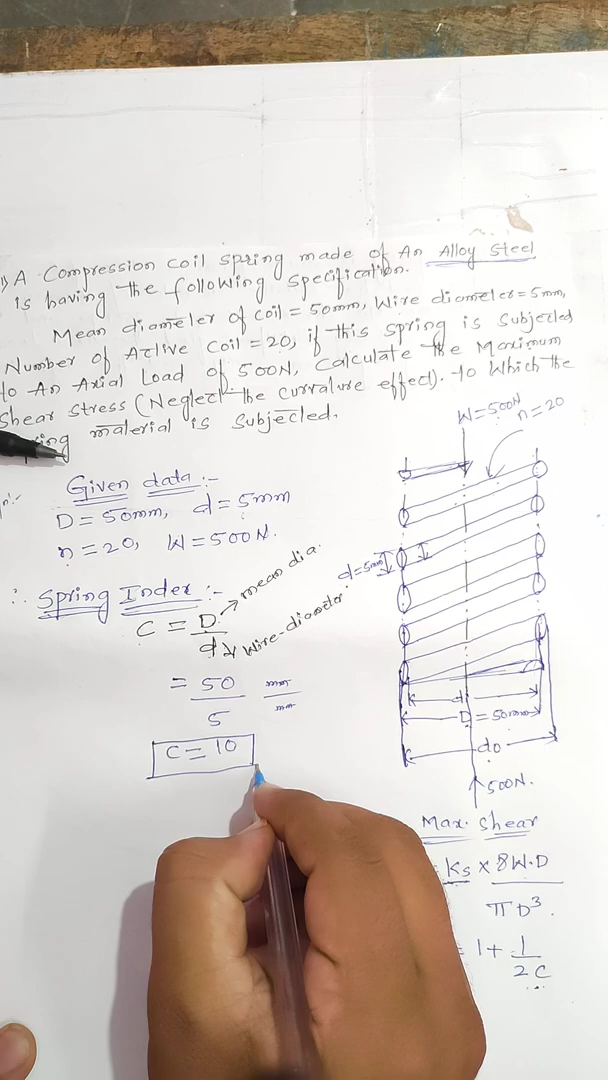 1) A Compression coil spring made of An Alloy Steel
is having the following specification.
Mean diameter of coil = 50mm, Wire diameter = 5mm,
Number of Active coil = 20, if this spring is subjected
to An Axial Load of 500N, calculate the Maximum
Shear stress (Neglect the curvature effect). to Which the
material is Subjected.
Given data :-
D = 50mm, d = 5mm
n = 20, W = 500N.
∴ Spring Index :-
C = D/d
mean dia.
Wire-diameter
= 50/5 mm/mm
C = 10
W = 500N
n = 20
d = 5mm
di
D = 50mm
do
500N.
Max. Shear
Ks × 8W.D/πD³.
= 1 + 1/2C